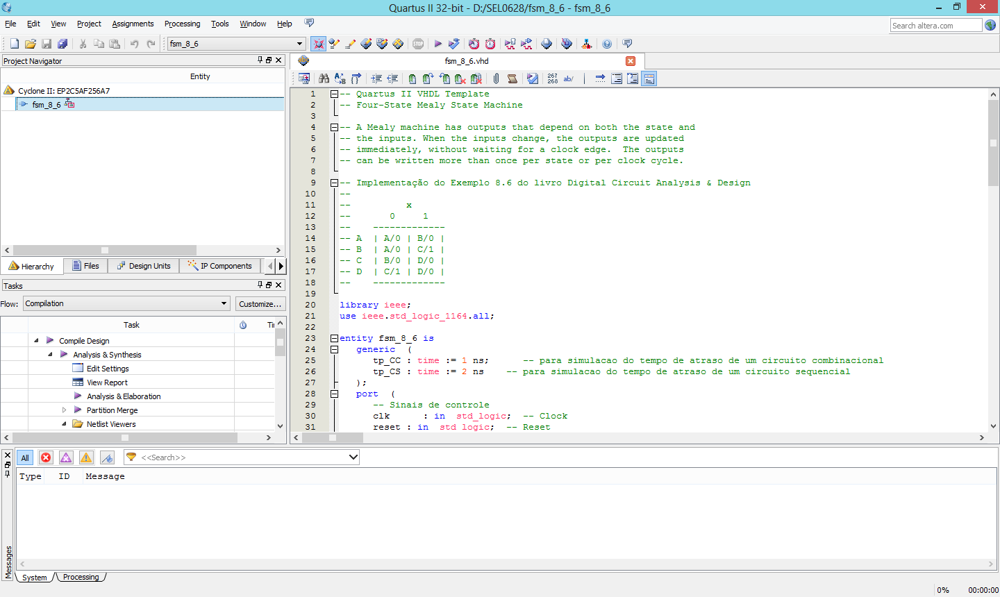 Quartus II 32-bit - D:/SEL0628/fsm_8_6 - fsm_8_6
File Edit View Project Assignments Processing Tools Window Help
Search altera.com
fsm_8_6
STOP
Project Navigator
Entity
Cyclone II: EP2C5AF256A7
fsm_8_6
Hierarchy Files Design Units IP Components
Tasks
Flow: Compilation Customize...
Task
Compile Design
Analysis & Synthesis
Edit Settings
View Report
Analysis & Elaboration
Partition Merge
Netlist Viewers
fsm_8_6.vhd
267
268 ab/
1 -- Quartus II VHDL Template
2 -- Four-State Mealy State Machine
3
4 -- A Mealy machine has outputs that depend on both the state and
5 -- the inputs. When the inputs change, the outputs are updated
6 -- immediately, without waiting for a clock edge.  The outputs
7 -- can be written more than once per state or per clock cycle.
8
9 -- Implementação do Exemplo 8.6 do livro Digital Circuit Analysis & Design
10 --
11 --          x
12 --       0     1
13 --    -------------
14 -- A  | A/0 | B/0 |
15 -- B  | A/0 | C/1 |
16 -- C  | B/0 | D/0 |
17 -- D  | C/1 | D/0 |
18 --    -------------
19
20 library ieee;
21 use ieee.std_logic_1164.all;
22
23 entity fsm_8_6 is
24    generic  (
25       tp_CC : time := 1 ns;      -- para simulacao do tempo de atraso de um circuito combinacional
26       tp_CS : time := 2 ns    -- para simulacao do tempo de atraso de um circuito sequencial
27    );
28    port  (
29       -- Sinais de controle
30       clk      : in  std_logic;  -- Clock
31       reset : in  std_logic;  -- Reset
All <<Search>>
Type ID Message
Messages
System Processing
0% 00:00:00